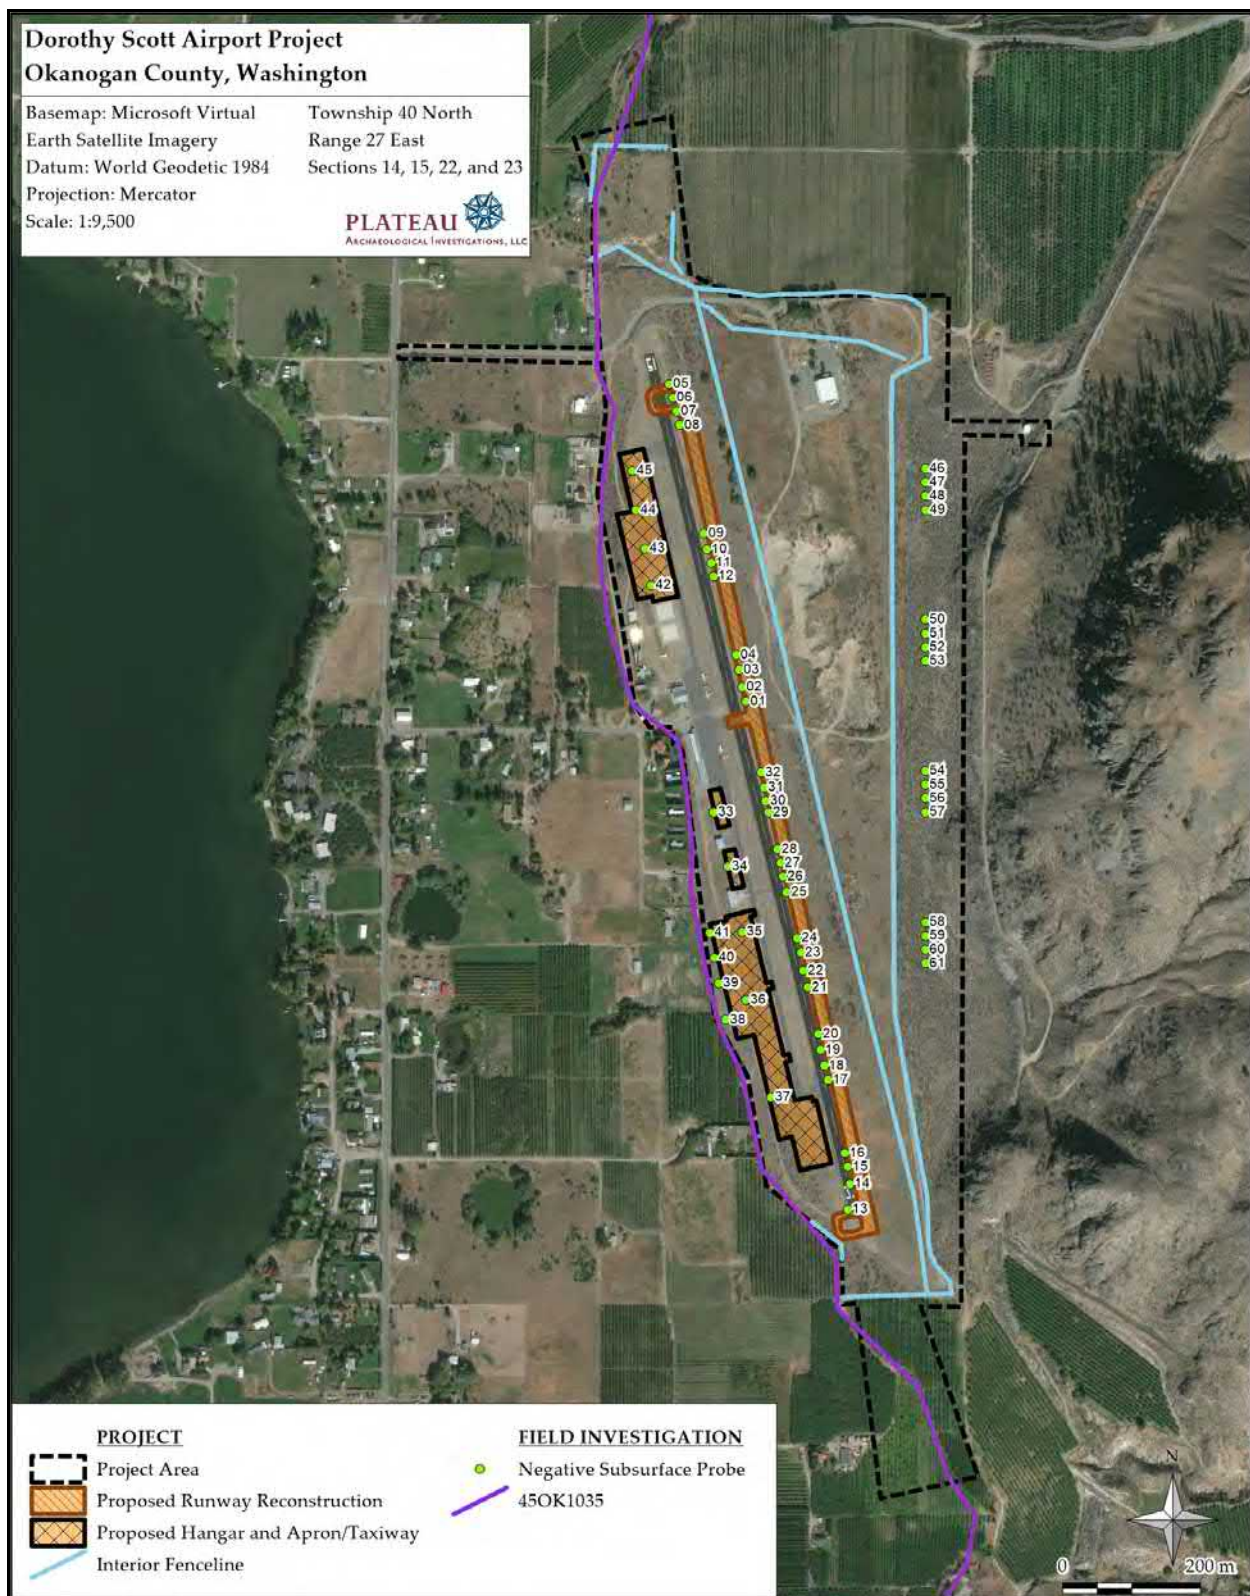 Dorothy Scott Airport Project
Okanogan County, Washington
Basemap: Microsoft Virtual
Earth Satellite Imagery
Datum: World Geodetic 1984
Projection: Mercator
Scale: 1:9,500
Township 40 North
Range 27 East
Sections 14, 15, 22, and 23
PLATEAU
ARCHAEOLOGICAL INVESTIGATIONS, LLC
05
06
07
08
45
44
43
42
09
10
11
12
04
03
02
01
32
31
30
29
33
28
27
26
25
34
41
35
40
39
36
38
24
23
22
21
20
19
18
17
37
16
15
14
13
46
47
48
49
50
51
52
53
54
55
56
57
58
59
60
61
PROJECT
Project Area
Proposed Runway Reconstruction
Proposed Hangar and Apron/Taxiway
Interior Fenceline
FIELD INVESTIGATION
Negative Subsurface Probe
45OK1035
N
0 200 m